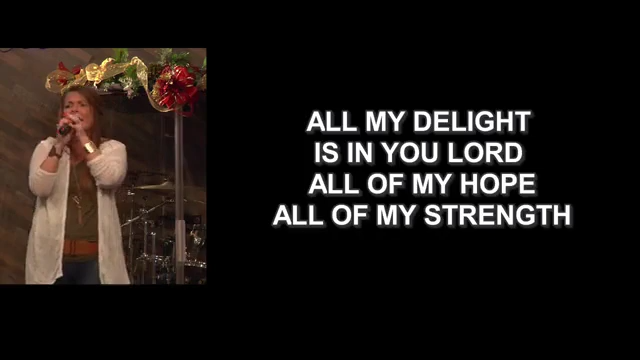 ALL MY DELIGHT
IS IN YOU LORD
ALL OF MY HOPE
ALL OF MY STRENGTH